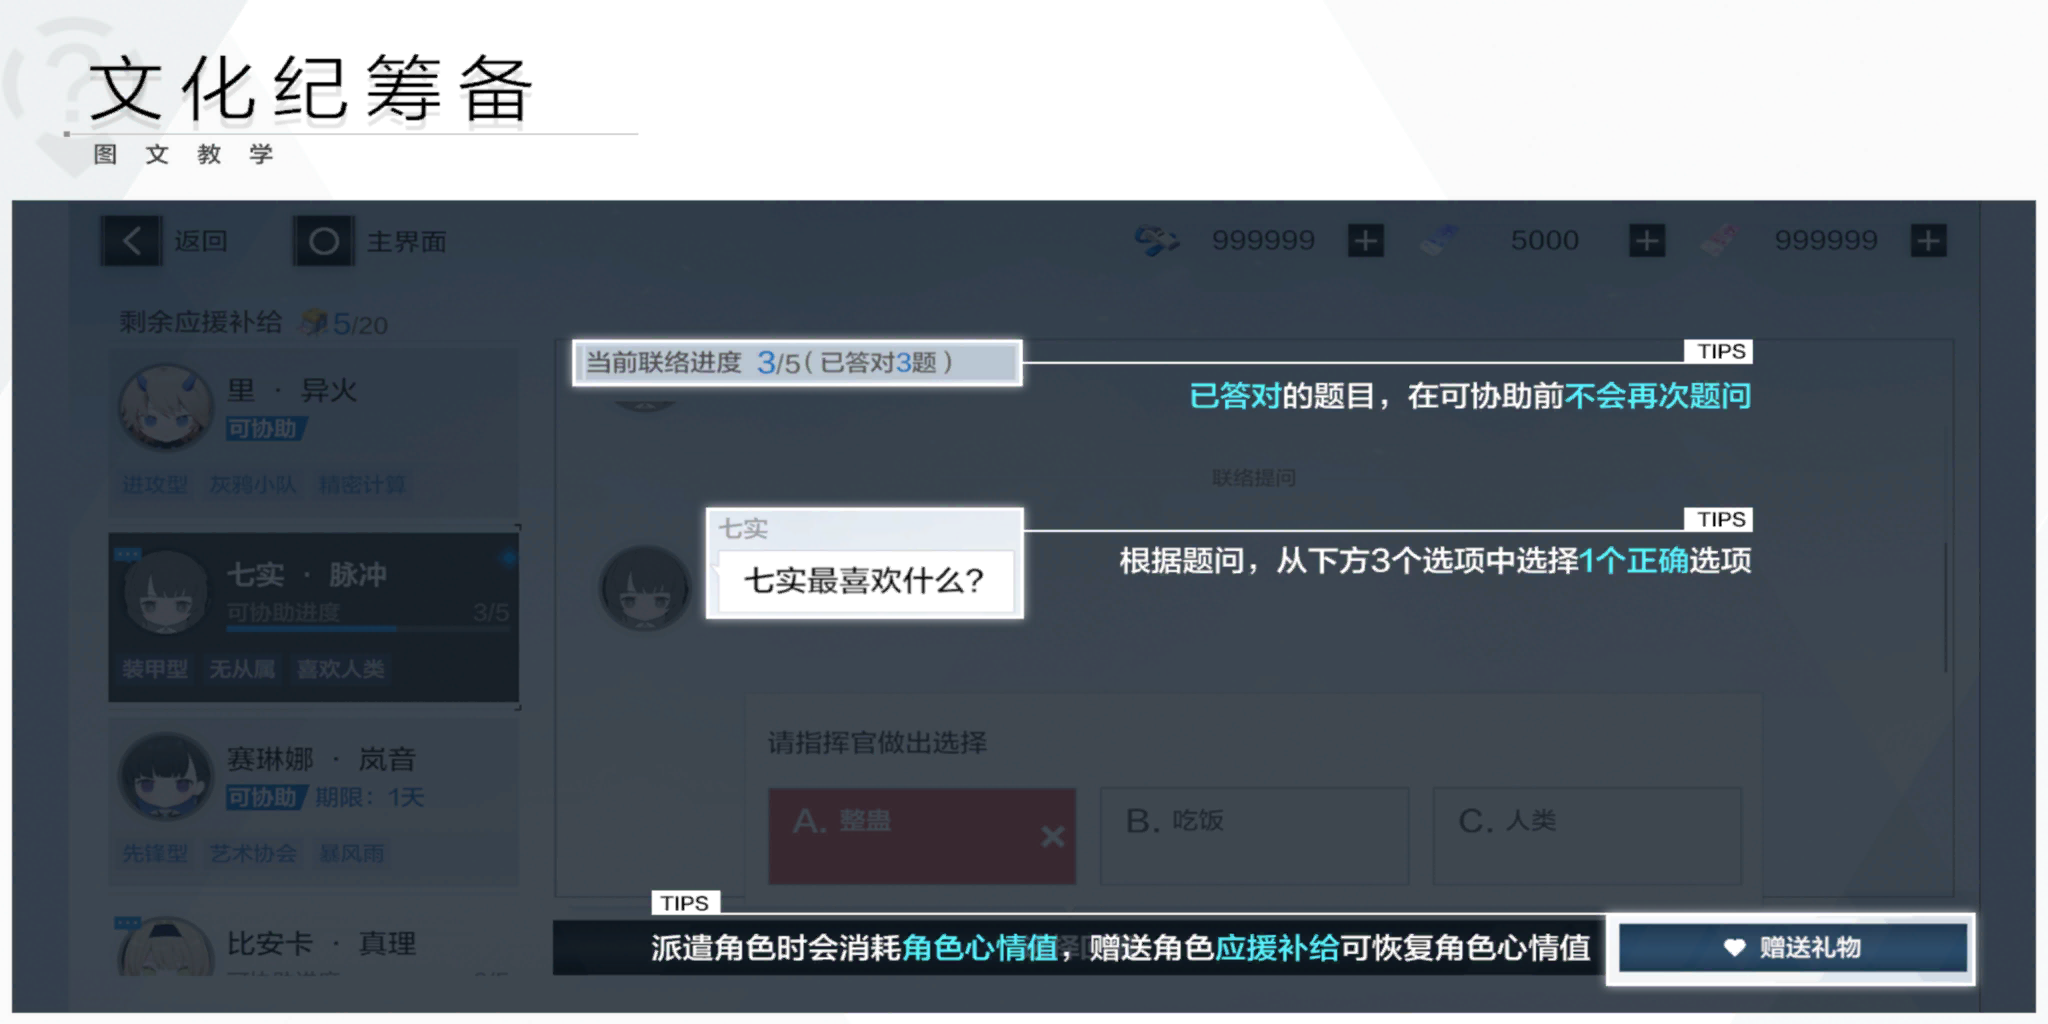 文化纪筹备
图文教学
返回
主界面
999999
5000
999999
剩余应援补给 5/20
里 · 异火
可协助
进攻型 灰鸦小队 精密计算
七实 · 脉冲
可协助进度 3/5
装甲型 无从属 喜欢人类
赛琳娜 · 岚音
可协助 期限：1天
先锋型 艺术协会 暴风雨
比安卡 · 真理
当前联络进度 3/5(已答对3题)
TIPS
已答对的题目，在可协助前不会再次题问
联络提问
七实
七实最喜欢什么?
TIPS
根据题问，从下方3个选项中选择1个正确选项
请指挥官做出选择
A. 整蛊
B. 吃饭
C. 人类
TIPS
派遣角色时会消耗角色心情值，赠送角色应援补给可恢复角色心情值
赠送礼物